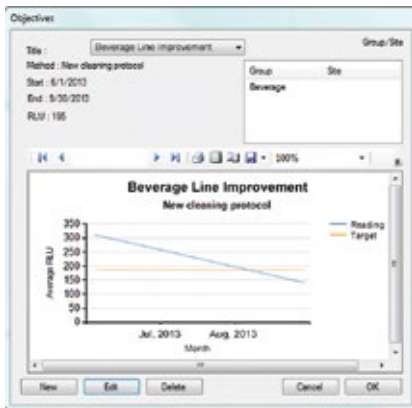 Objectives
Title : Beverage Line Improvement
Group/Site
Method : New cleaning protocol
Start : 6/1/2013
End : 9/30/2013
RLU : 195
Group Site
Beverage
100%
Beverage Line Improvement
New cleaning protocol
350
300
250
200
150
100
50
0
Average RLU
Reading
Target
Jul, 2013 Aug, 2013
Month
New Edit Delete Cancel OK